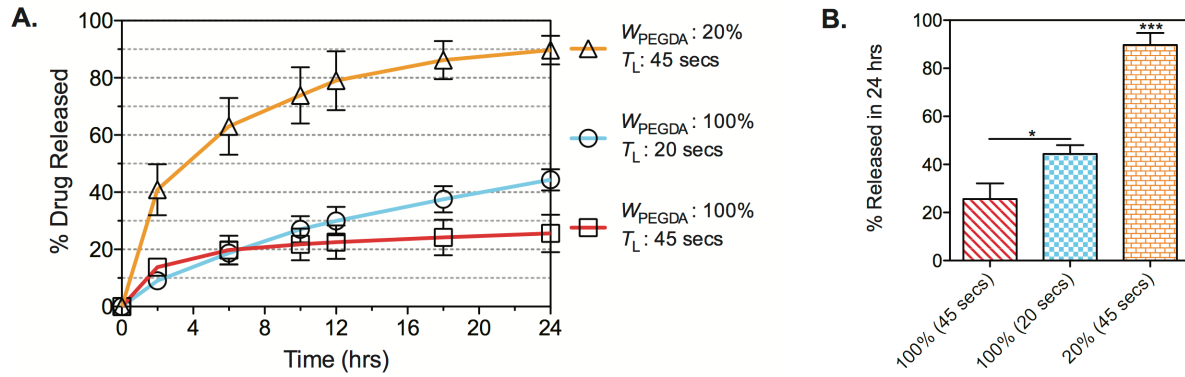 A.
% Drug Released
100
80
60
40
20
0
0 4 8 12 16 20 24
Time (hrs)
WPEGDA : 20%
TL : 45 secs
WPEGDA : 100%
TL : 20 secs
WPEGDA : 100%
TL : 45 secs
B.
% Released in 24 hrs
100
80
60
40
20
0
*
***
100% (45 secs)
100% (20 secs)
20% (45 secs)